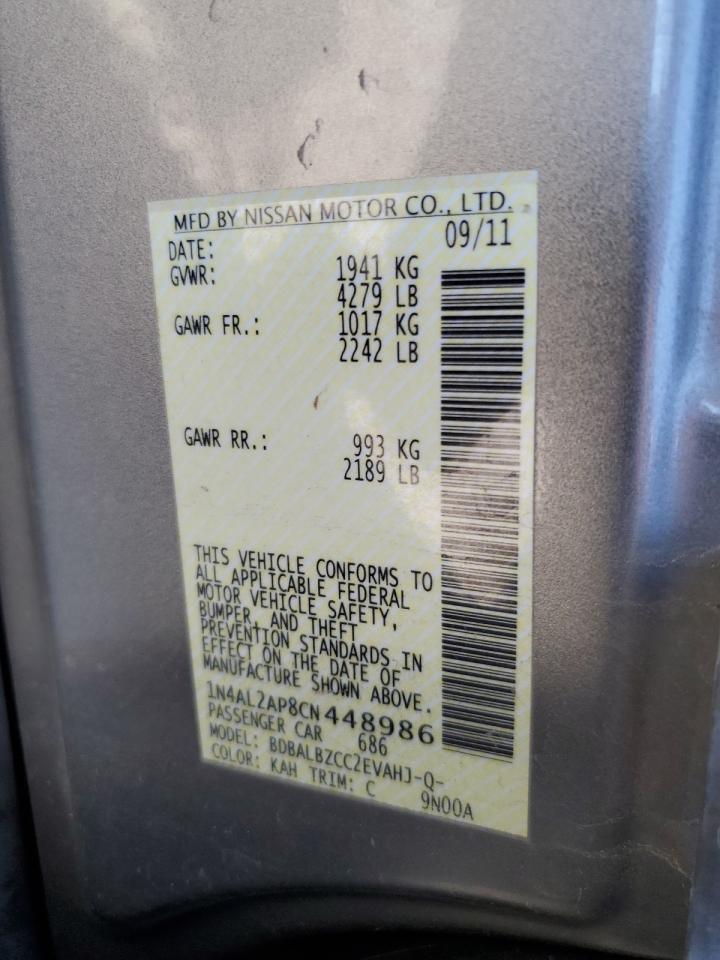 MFD BY NISSAN MOTOR CO., LTD.
DATE: 09/11
GVWR: 1941 KG
4279 LB
GAWR FR.: 1017 KG
2242 LB
GAWR RR.: 993 KG
2189 LB
THIS VEHICLE CONFORMS TO
ALL APPLICABLE FEDERAL
MOTOR VEHICLE SAFETY,
BUMPER, AND THEFT
PREVENTION STANDARDS IN
EFFECT ON THE DATE OF
MANUFACTURE SHOWN ABOVE.
1N4AL2AP8CN448986
PASSENGER CAR 686
MODEL: BDBALBZCC2EVAHJ-Q-
COLOR: KAH TRIM: C 9N00A